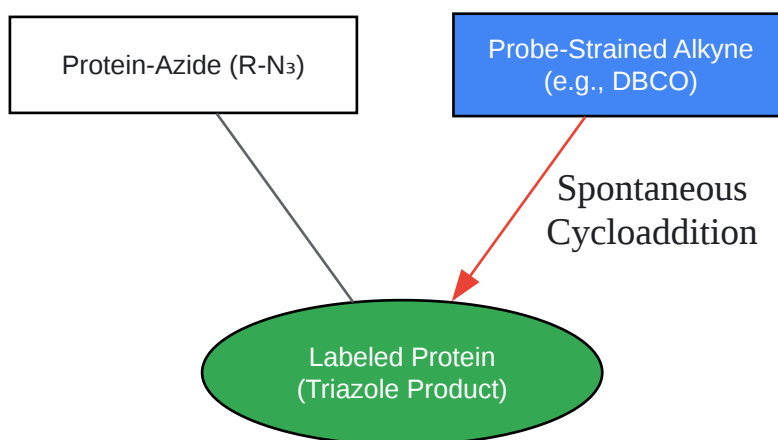 Protein-Azide (R-N₃)
Probe-Strained Alkyne
(e.g., DBCO)
Spontaneous
Cycloaddition
Labeled Protein
(Triazole Product)